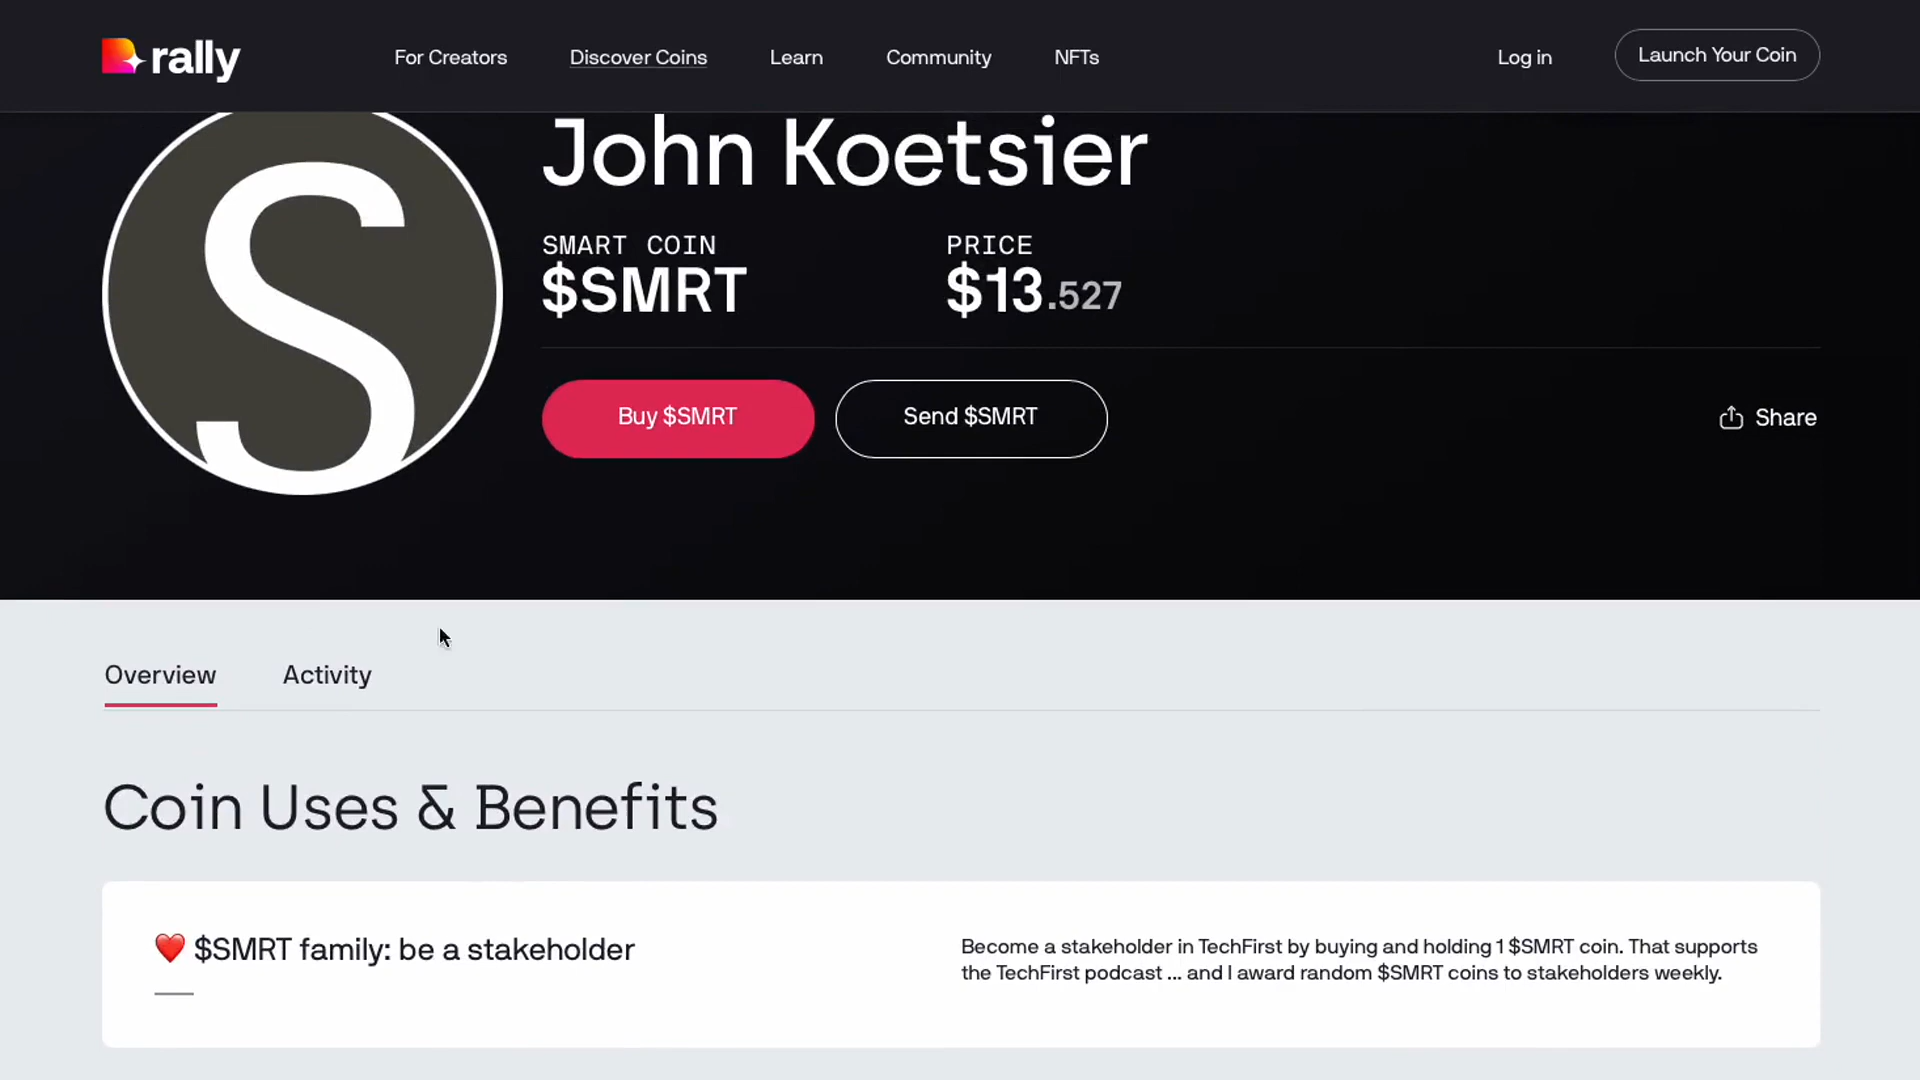 rally For Creators Discover Coins Learn Community NFTs Log in Launch Your Coin
S
John Koetsier
SMART COIN PRICE
$SMRT $13.527
Buy $SMRT Send $SMRT Share
Overview Activity
Coin Uses & Benefits
❤️ $SMRT family: be a stakeholder
Become a stakeholder in TechFirst by buying and holding 1 $SMRT coin. That supports
the TechFirst podcast ... and I award random $SMRT coins to stakeholders weekly.